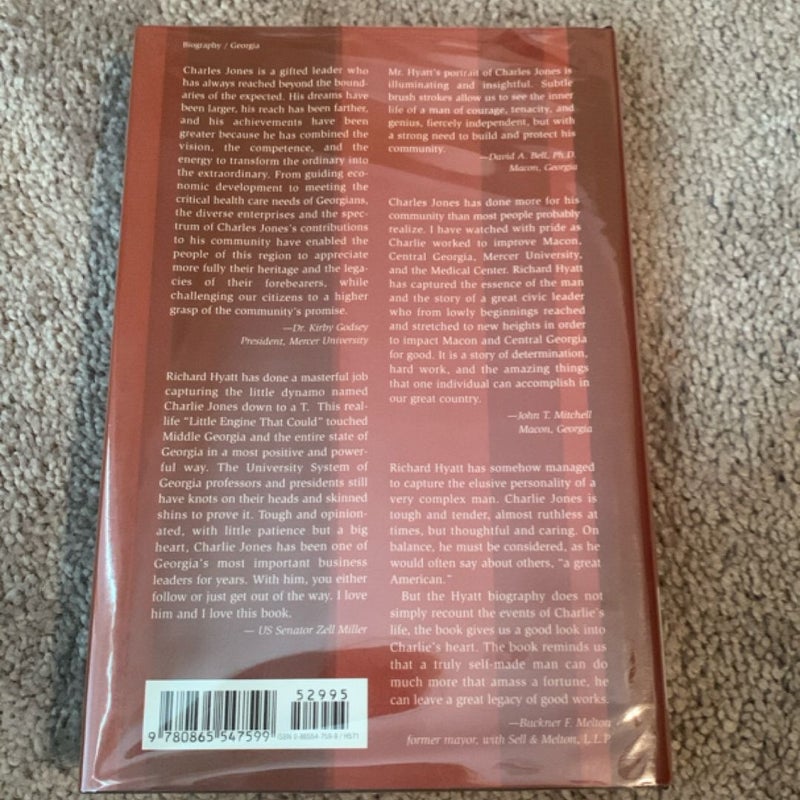 Biography / Georgia
Charles Jones is a gifted leader who
has always reached beyond the bound-
aries of the expected. His dreams have
been larger, his reach has been farther,
and his achievements have been
greater because he has combined the
vision, the competence, and the
energy to transform the ordinary into
the extraordinary. From guiding eco-
nomic development to meeting the
critical health care needs of Georgians,
the diverse enterprises and the spec-
trum of Charles Jones's contributions
to his community have enabled the
people of this region to appreciate
more fully their heritage and the lega-
cies of their forebearers, while
challenging our citizens to a higher
grasp of the community's promise.
—Dr. Kirby Godsey
President, Mercer University
Richard Hyatt has done a masterful job
capturing the little dynamo named
Charlie Jones down to a T. This real-
life "Little Engine That Could" touched
Middle Georgia and the entire state of
Georgia in a most positive and power-
ful way. The University System of
Georgia professors and presidents still
have knots on their heads and skinned
shins to prove it. Tough and opinion-
ated, with little patience but a big
heart, Charlie Jones has been one of
Georgia's most important business
leaders for years. With him, you either
follow or just get out of the way. I love
him and I love this book.
— US Senator Zell Miller
Mr. Hyatt's portrait of Charles Jones is
illuminating and insightful. Subtle
brush strokes allow us to see the inner
life of a man of courage, tenacity, and
genius, fiercely independent, but with
a strong need to build and protect his
community.
—David A. Bell, Ph.D.
Macon, Georgia
Charles Jones has done more for his
community than most people probably
realize. I have watched with pride as
Charlie worked to improve Macon,
Central Georgia, Mercer University,
and the Medical Center. Richard Hyatt
has captured the essence of the man
and the story of a great civic leader
who from lowly beginnings reached
and stretched to new heights in order
to impact Macon and Central Georgia
for good. It is a story of determination,
hard work, and the amazing things
that one individual can accomplish in
our great country.
—John T. Mitchell
Macon, Georgia
Richard Hyatt has somehow managed
to capture the elusive personality of a
very complex man. Charlie Jones is
tough and tender, almost ruthless at
times, but thoughtful and caring. On
balance, he must be considered, as he
would often say about others, "a great
American."
But the Hyatt biography does not
simply recount the events of Charlie's
life, the book gives us a good look into
Charlie's heart. The book reminds us
that a truly self-made man can do
much more that amass a fortune, he
can leave a great legacy of good works.
—Buckner F. Melton
former mayor, with Sell & Melton, L.L.P.
52995
9 780865 547599
ISBN 0-86554-759-9 / H571